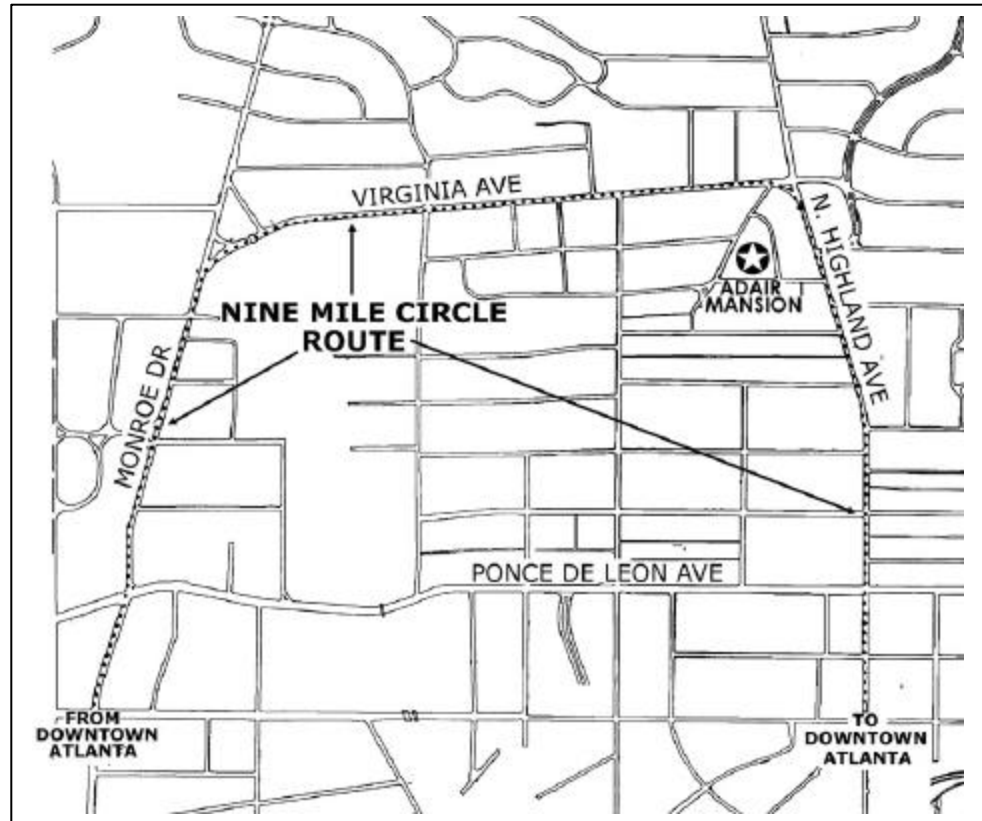 VIRGINIA AVE
N. HIGHLAND AVE
ADAIR
MANSION
NINE MILE CIRCLE
ROUTE
MONROE DR
PONCE DE LEON AVE
FROM
DOWNTOWN
ATLANTA
TO
DOWNTOWN
ATLANTA